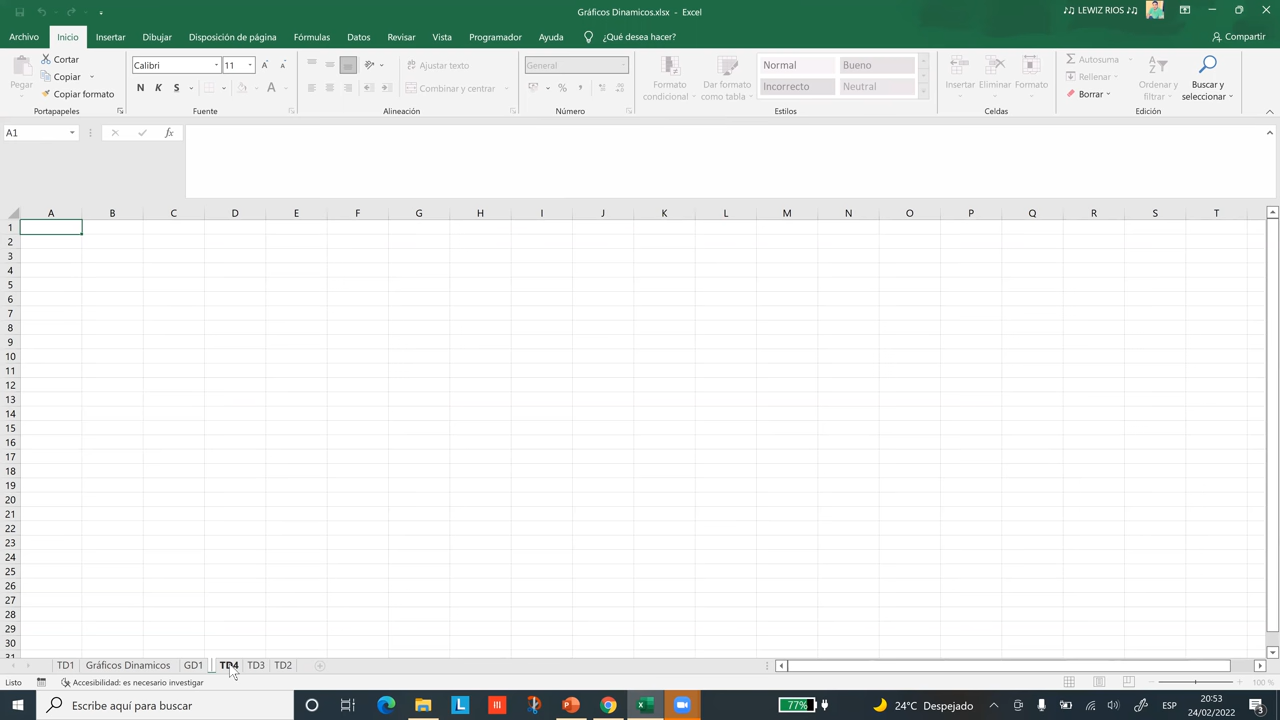 Gráficos Dinamicos.xlsx - Excel
♫ LEWIZ RIOS ♫
Archivo Inicio Insertar Dibujar Disposición de página Fórmulas Datos Revisar Vista Programador Ayuda ¿Qué desea hacer? Compartir
Pegar
Cortar
Copiar
Copiar formato
Portapapeles
Calibri 11
N K S
Fuente
Ajustar texto
Combinar y centrar
Alineación
General
% 000
Número
Formato condicional
Dar formato como tabla
Normal Bueno
Incorrecto Neutral
Estilos
Insertar Eliminar Formato
Celdas
Autosuma
Rellenar
Borrar
Ordenar y filtrar
Buscar y seleccionar
Edición
A1 fx
A B C D E F G H I J K L M N O P Q R S T
1
2
3
4
5
6
7
8
9
10
11
12
13
14
15
16
17
18
19
20
21
22
23
24
25
26
27
28
29
30
31
TD1 Gráficos Dinamicos GD1 TD4 TD3 TD2
Listo Accesibilidad: es necesario investigar 100 %
Escribe aquí para buscar
77% 24°C Despejado ESP
20:53
24/02/2022
3